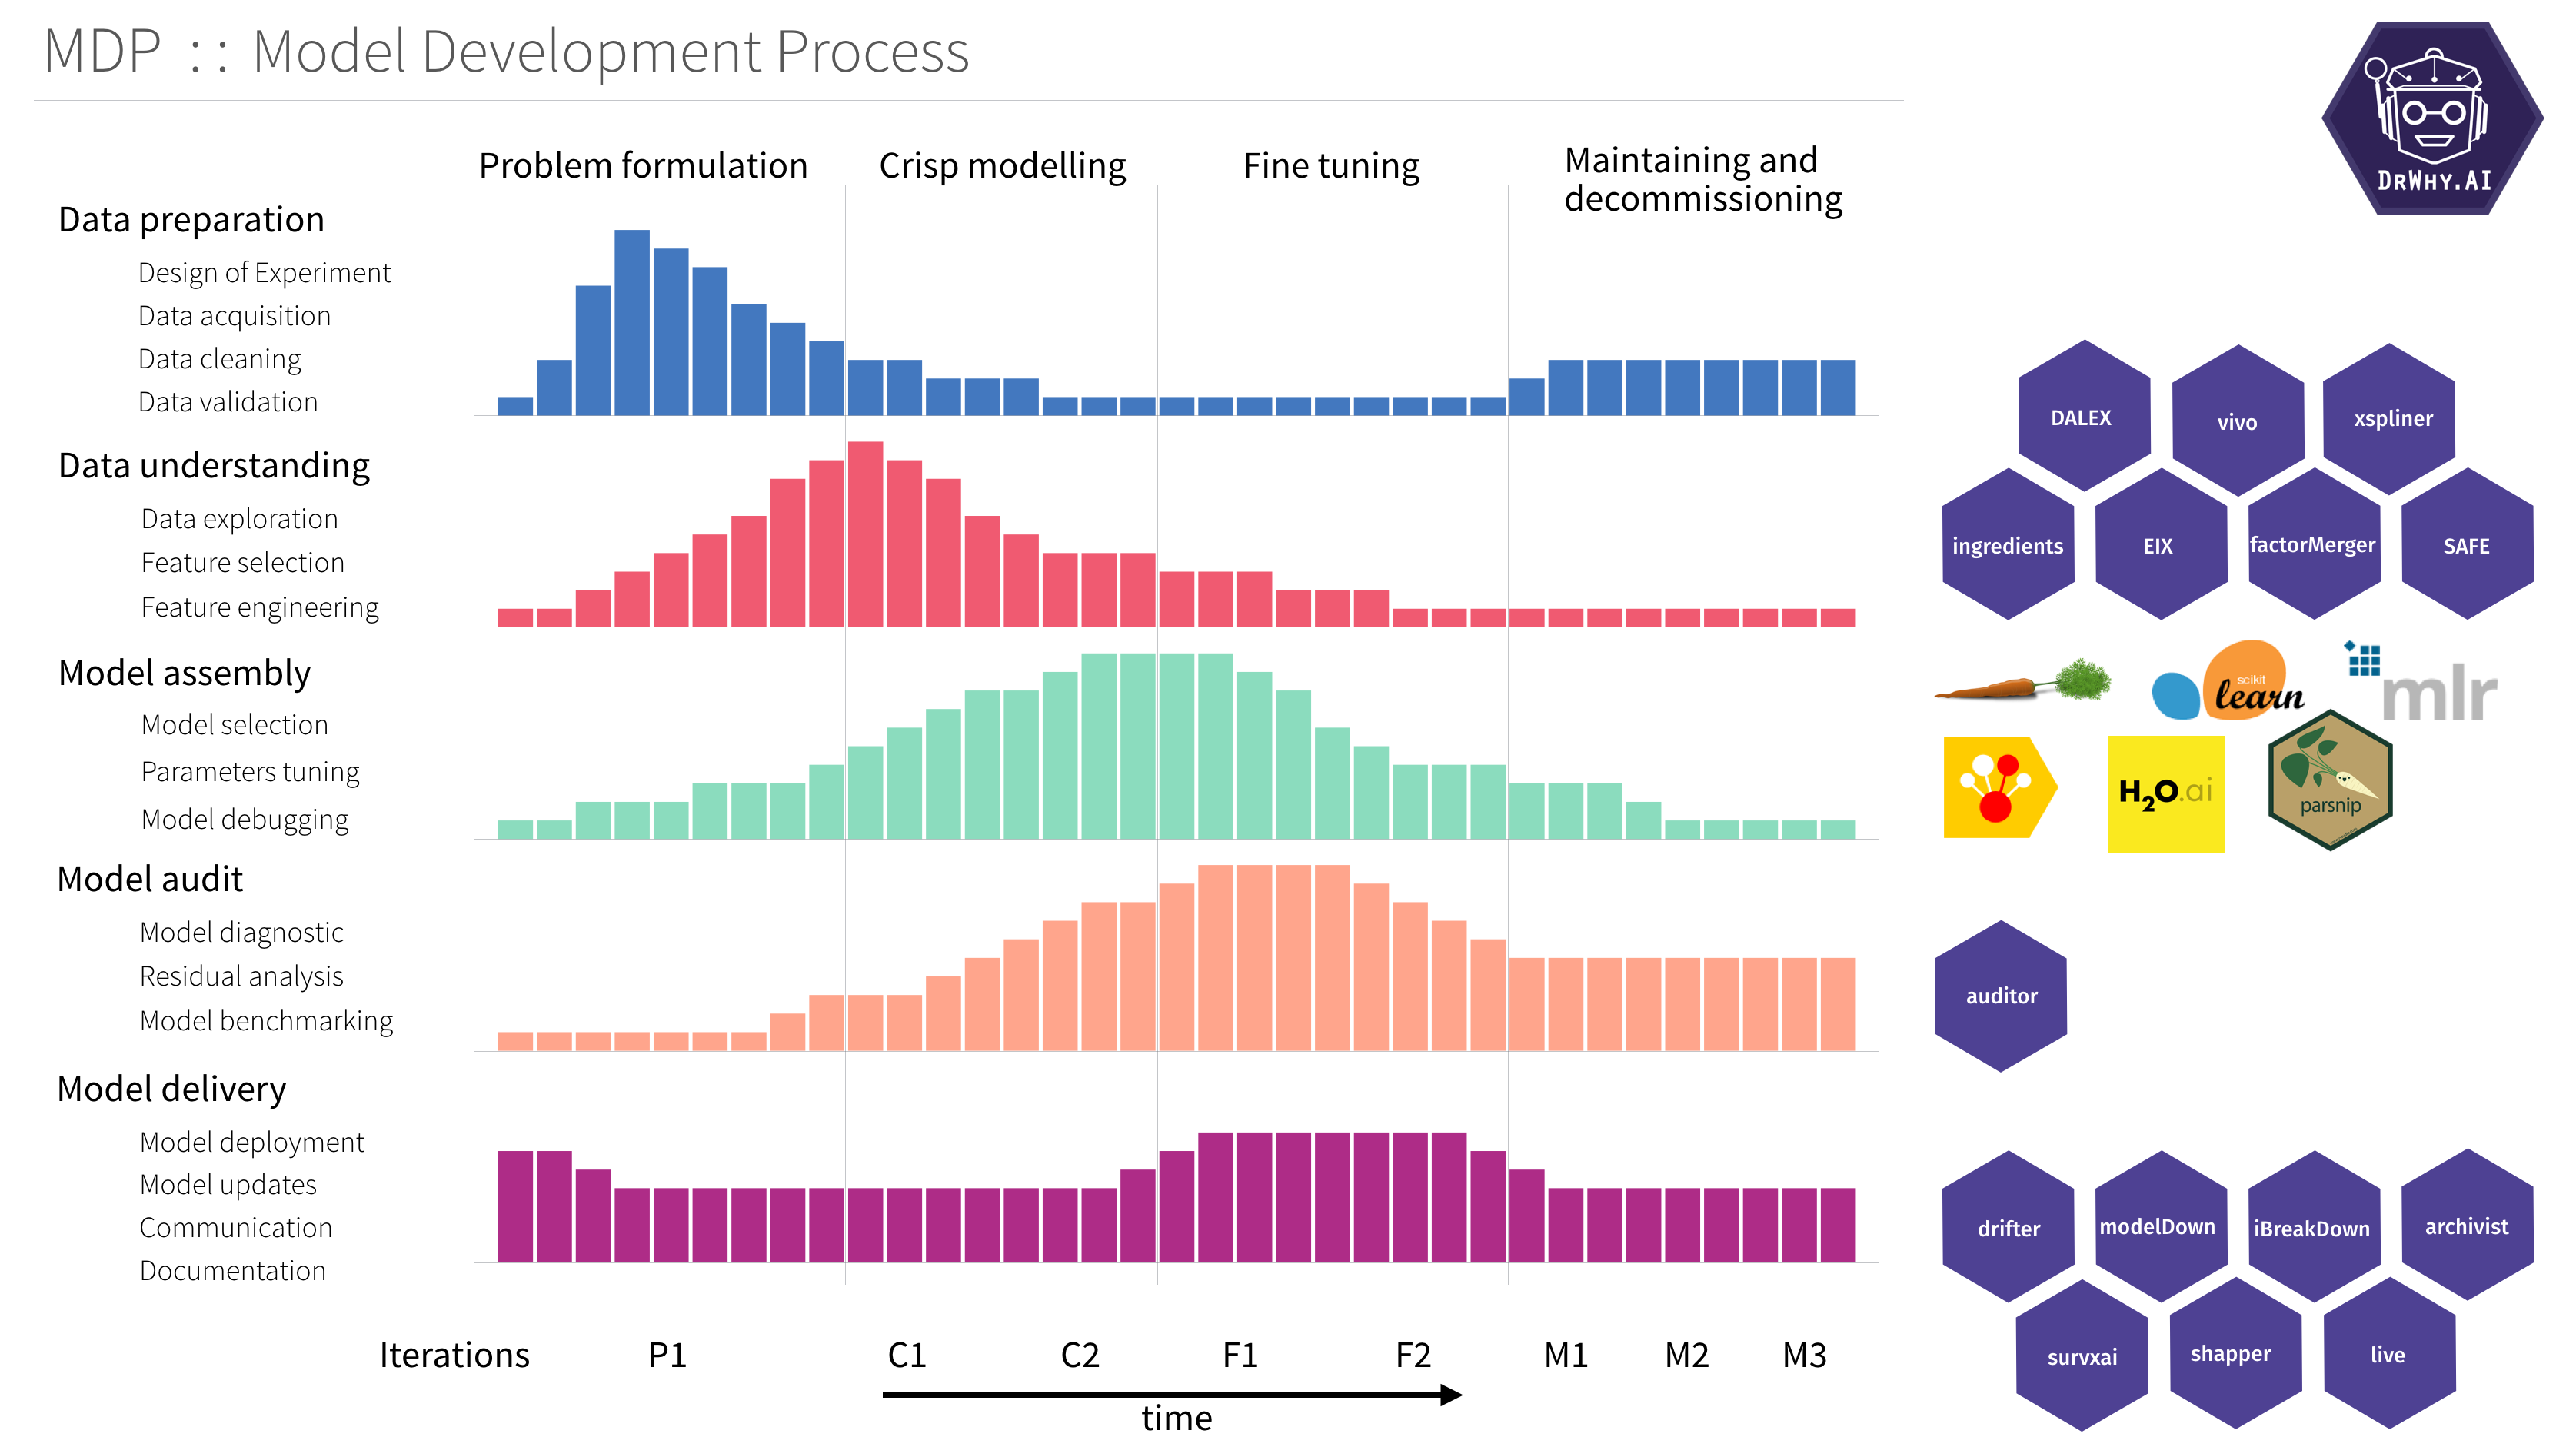 MDP :: Model Development Process
DrWhy.AI
Problem formulation
Crisp modelling
Fine tuning
Maintaining and
decommissioning
Data preparation
Design of Experiment
Data acquisition
Data cleaning
Data validation
Data understanding
Data exploration
Feature selection
Feature engineering
Model assembly
Model selection
Parameters tuning
Model debugging
Model audit
Model diagnostic
Residual analysis
Model benchmarking
Model delivery
Model deployment
Model updates
Communication
Documentation
DALEX
vivo
xspliner
ingredients
EIX
factorMerger
SAFE
scikit
learn
mlr
H2O.ai
parsnip
auditor
drifter
modelDown
iBreakDown
archivist
survxai
shapper
live
Iterations
P1
C1
C2
F1
F2
M1
M2
M3
time